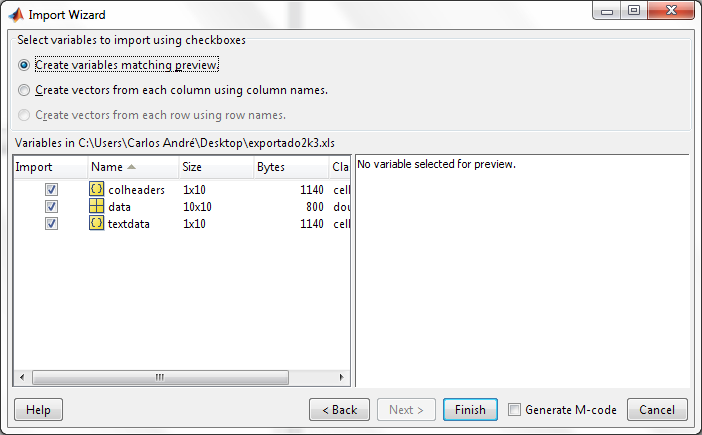 Import Wizard
Select variables to import using checkboxes
Create variables matching preview.
Create vectors from each column using column names.
Create vectors from each row using row names.
Variables in C:\Users\Carlos André\Desktop\exportado2k3.xls
Import Name Size Bytes Cla
colheaders 1x10 1140 cell
data 10x10 800 dou
textdata 1x10 1140 cell
No variable selected for preview.
Help < Back Next > Finish Generate M-code Cancel